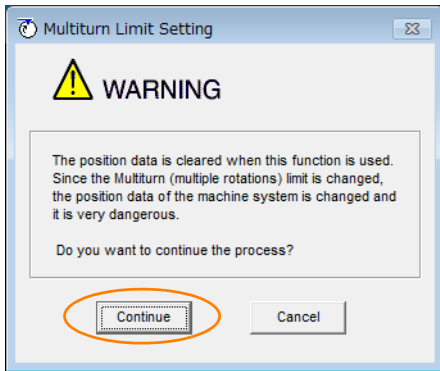 Multiturn Limit Setting
WARNING
The position data is cleared when this function is used.
Since the Multiturn (multiple rotations) limit is changed,
the position data of the machine system is changed and
it is very dangerous.
Do you want to continue the process?
Continue
Cancel